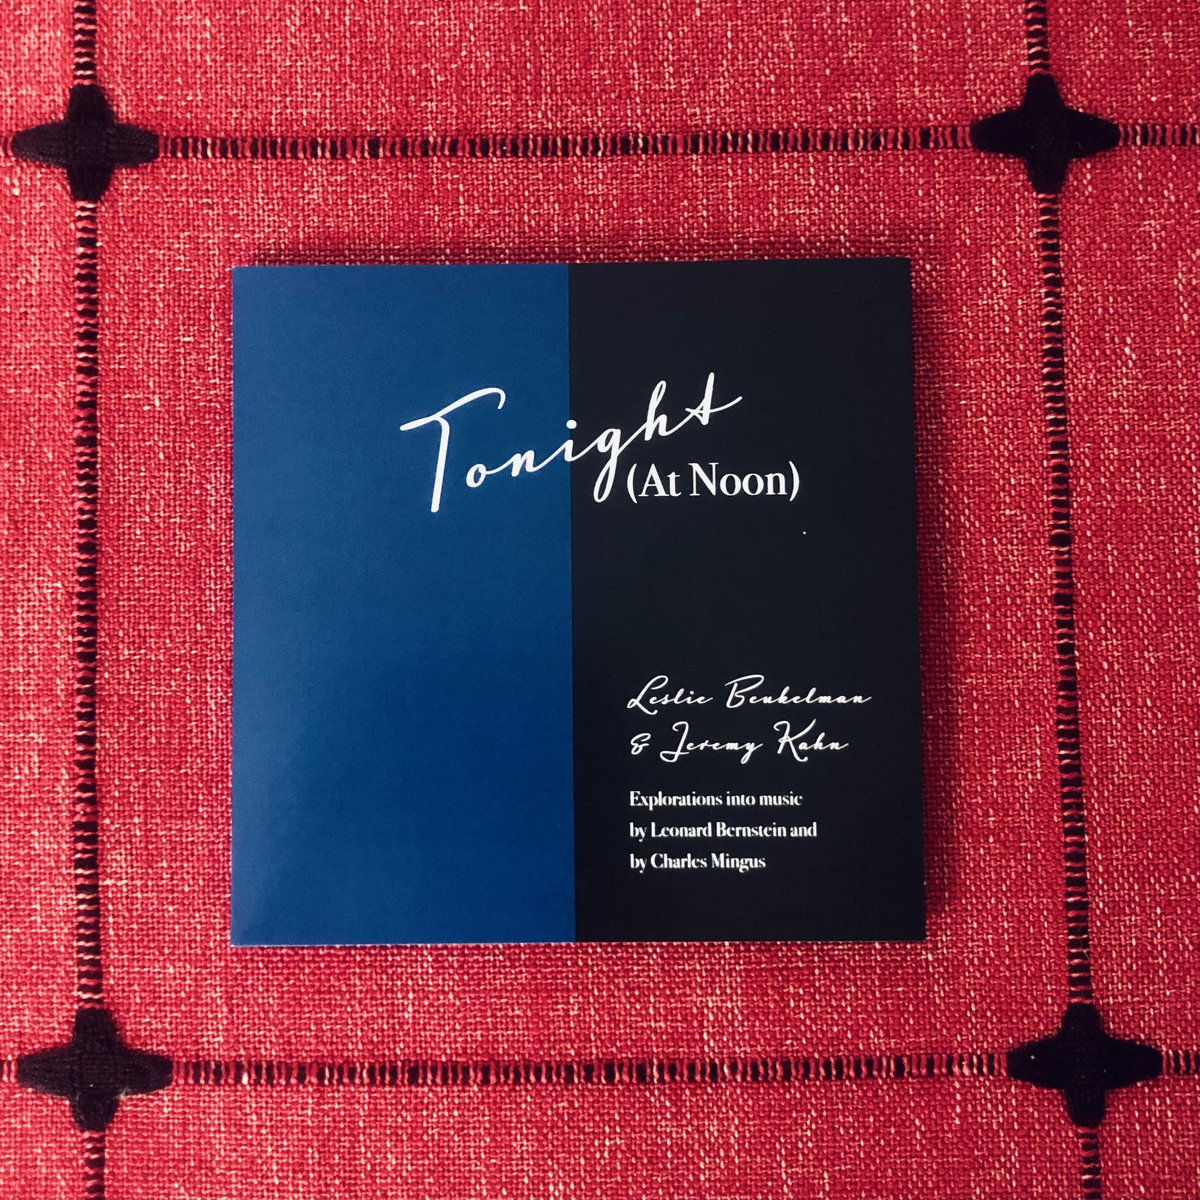 Tonight
(At Noon)
Leslie Beukelman
& Jeremy Kahn
Explorations into music
by Leonard Bernstein and
by Charles Mingus